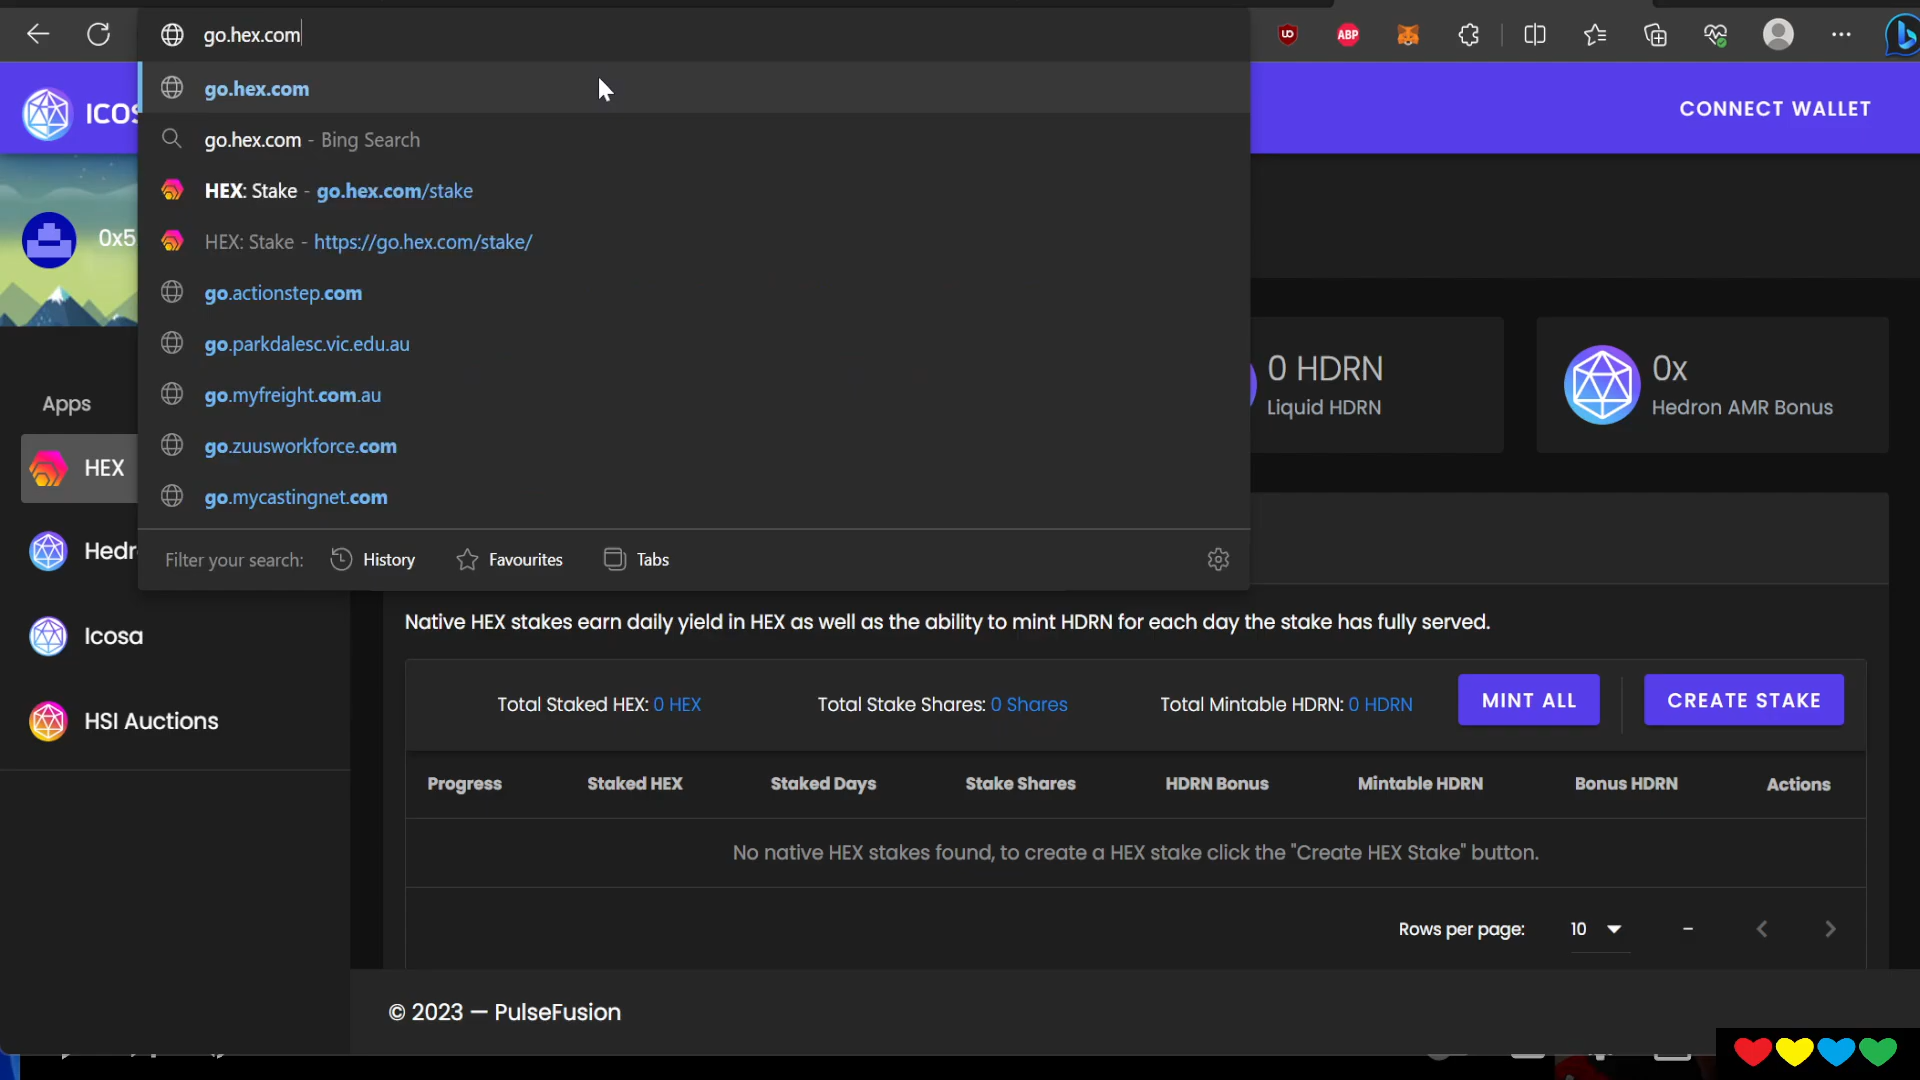 go.hex.com
UD
ABP
go.hex.com
go.hex.com - Bing Search
HEX: Stake - go.hex.com/stake
HEX: Stake - https://go.hex.com/stake/
go.actionstep.com
go.parkdalesc.vic.edu.au
go.myfreight.com.au
go.zuusworkforce.com
go.mycastingnet.com
Filter your search: History Favourites Tabs
CONNECT WALLET
0x5
0 HDRN
Liquid HDRN
0x
Hedron AMR Bonus
Apps
HEX
Icosa
HSI Auctions
Native HEX stakes earn daily yield in HEX as well as the ability to mint HDRN for each day the stake has fully served.
Total Staked HEX: 0 HEX Total Stake Shares: 0 Shares Total Mintable HDRN: 0 HDRN MINT ALL CREATE STAKE
Progress Staked HEX Staked Days Stake Shares HDRN Bonus Mintable HDRN Bonus HDRN Actions
No native HEX stakes found, to create a HEX stake click the "Create HEX Stake" button.
Rows per page: 10 –
© 2023 — PulseFusion